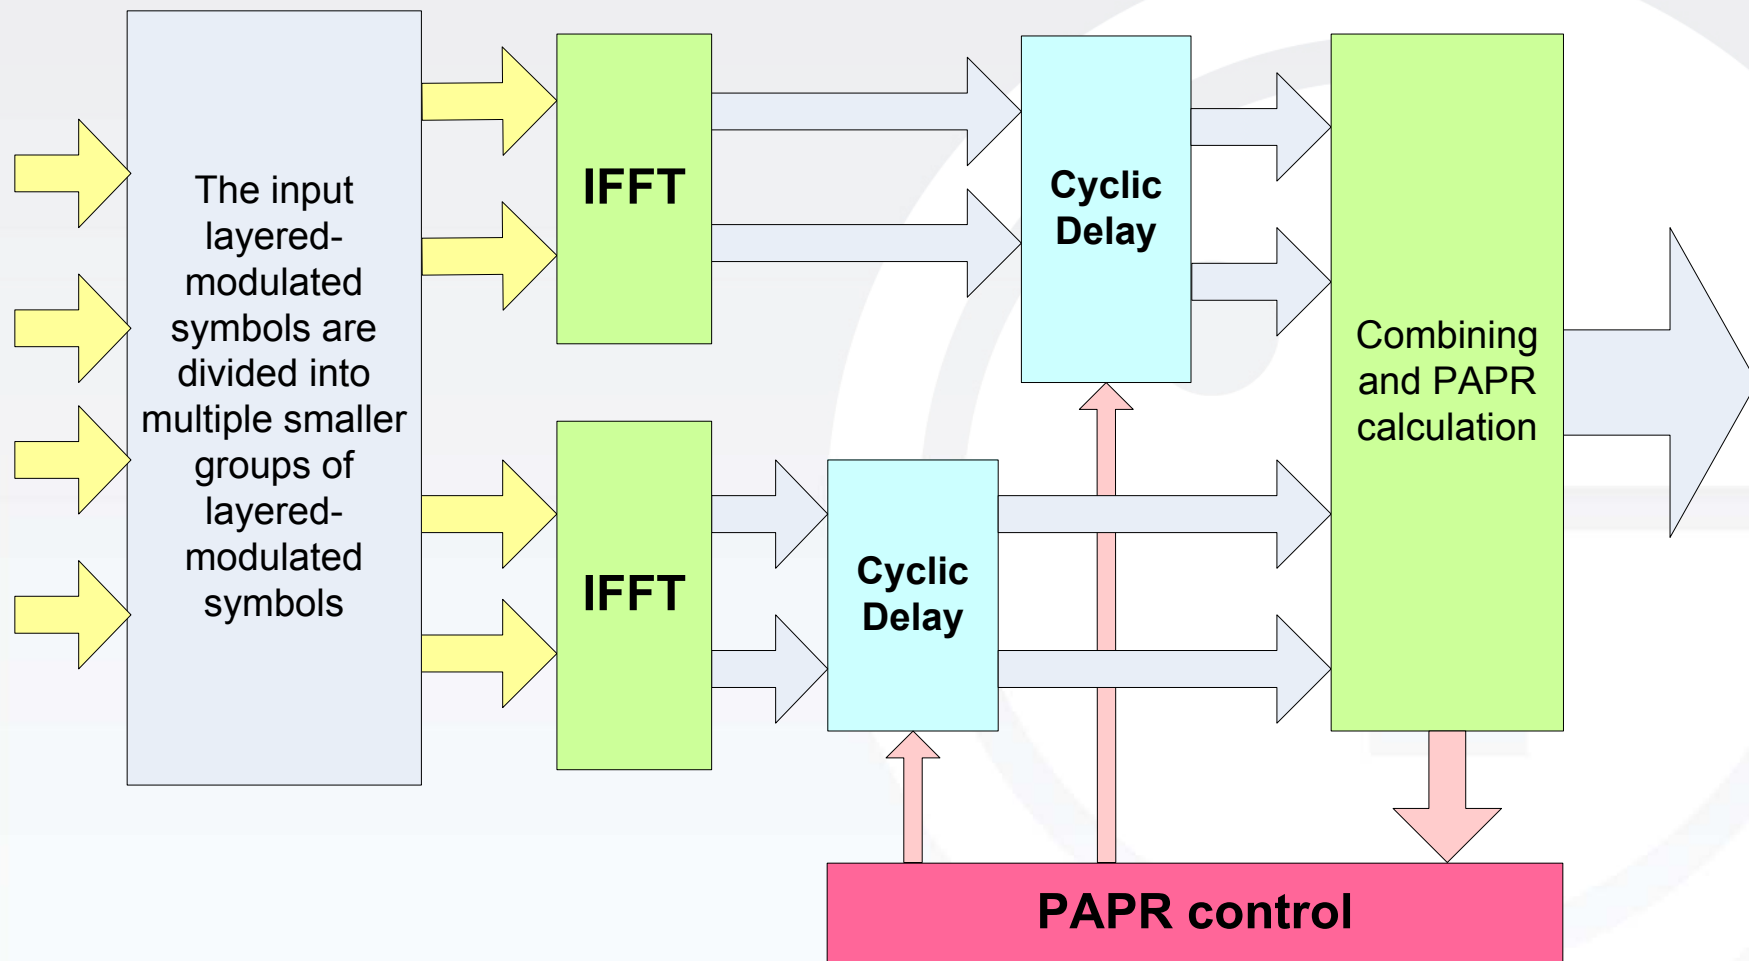 The input
layered-
modulated
symbols are
divided into
multiple smaller
groups of
layered-
modulated
symbols
IFFT
IFFT
Cyclic
Delay
Cyclic
Delay
Combining
and PAPR
calculation
PAPR control